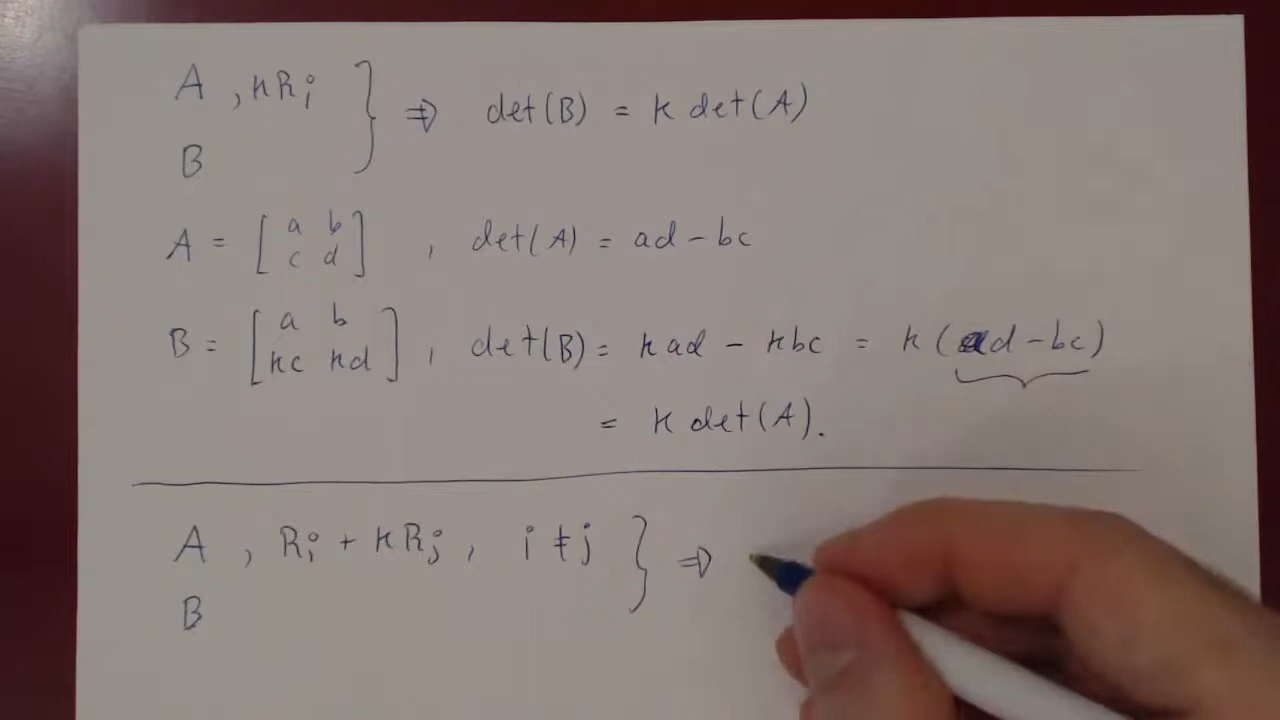 A , kRi } ⇒ det(B) = k det(A)
B
A = [ a b
c d ] , det(A) = ad - bc
B = [ a b
kc kd ] , det(B) = kad - kbc = k (ad - bc)
= k det(A).
A , Ri + kRj , i ≠ j } ⇒
B